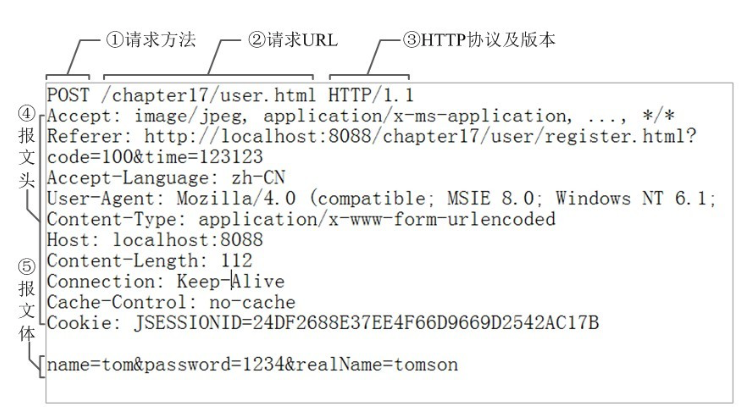 ①请求方法 ②请求URL ③HTTP协议及版本
POST /chapter17/user.html HTTP/1.1
④报文头
Accept: image/jpeg, application/x-ms-application, ..., */*
Referer: http://localhost:8088/chapter17/user/register.html?
code=100&time=123123
Accept-Language: zh-CN
User-Agent: Mozilla/4.0 (compatible; MSIE 8.0; Windows NT 6.1;
Content-Type: application/x-www-form-urlencoded
Host: localhost:8088
Content-Length: 112
Connection: Keep-Alive
Cache-Control: no-cache
Cookie: JSESSIONID=24DF2688E37EE4F66D9669D2542AC17B
⑤报文体
name=tom&password=1234&realName=tomson